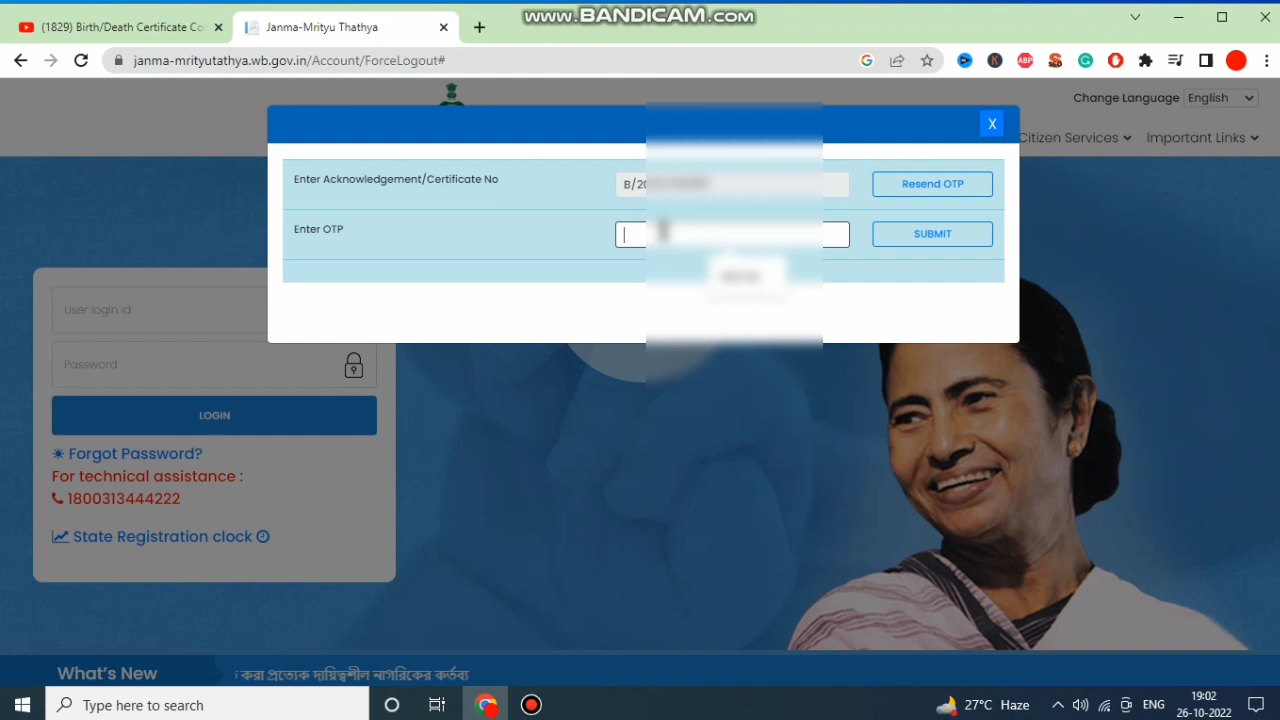 www.BANDICAM.com
(1829) Birth/Death Certificate Co
Janma-Mrityu Thathya
janma-mrityutathya.wb.gov.in/Account/ForceLogout#
Change Language English
Citizen Services Important Links
X
Enter Acknowledgement/Certificate No B/20 Resend OTP
Enter OTP SUBMIT
User login id
Password
LOGIN
Forgot Password?
For technical assistance :
1800313444222
State Registration clock
What's New
করা প্রত্যেক দায়িত্বশীল নাগরিকের কর্তব্য
Type here to search
27°C Haze
ENG
19:02
26-10-2022